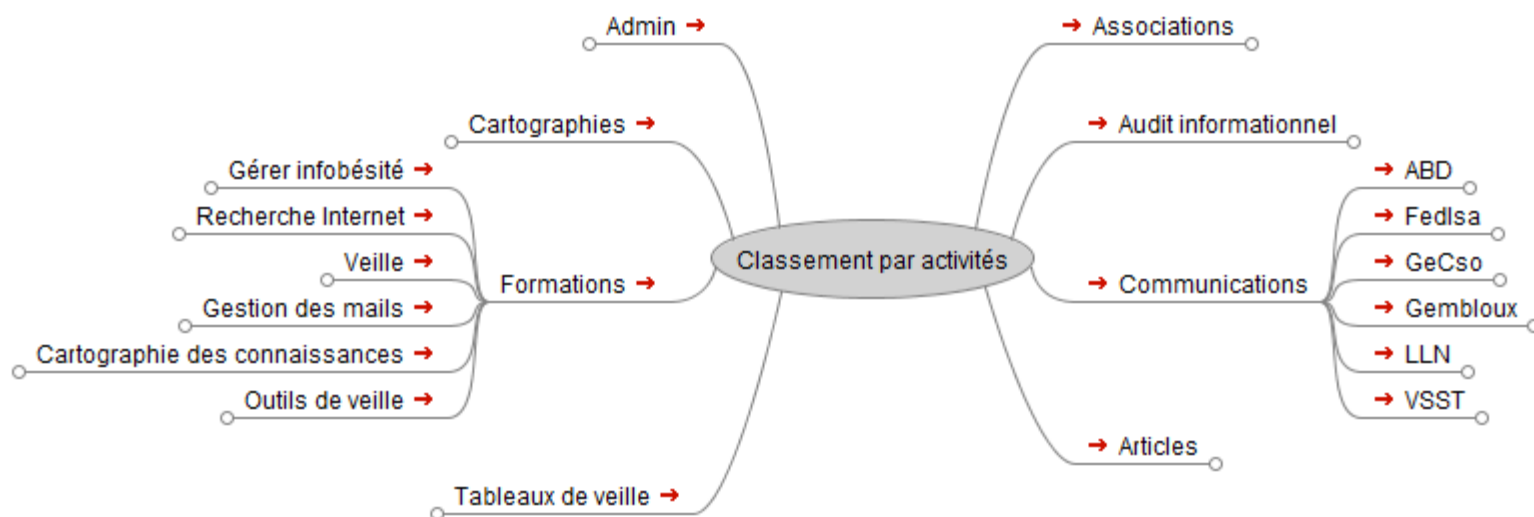 Admin
Associations
Cartographies
Audit informationnel
Gérer infobésité
Recherche Internet
Veille
Formations
Gestion des mails
Cartographie des connaissances
Outils de veille
Tableaux de veille
Classement par activités
Communications
ABD
FedIsa
GeCso
Gembloux
LLN
VSST
Articles